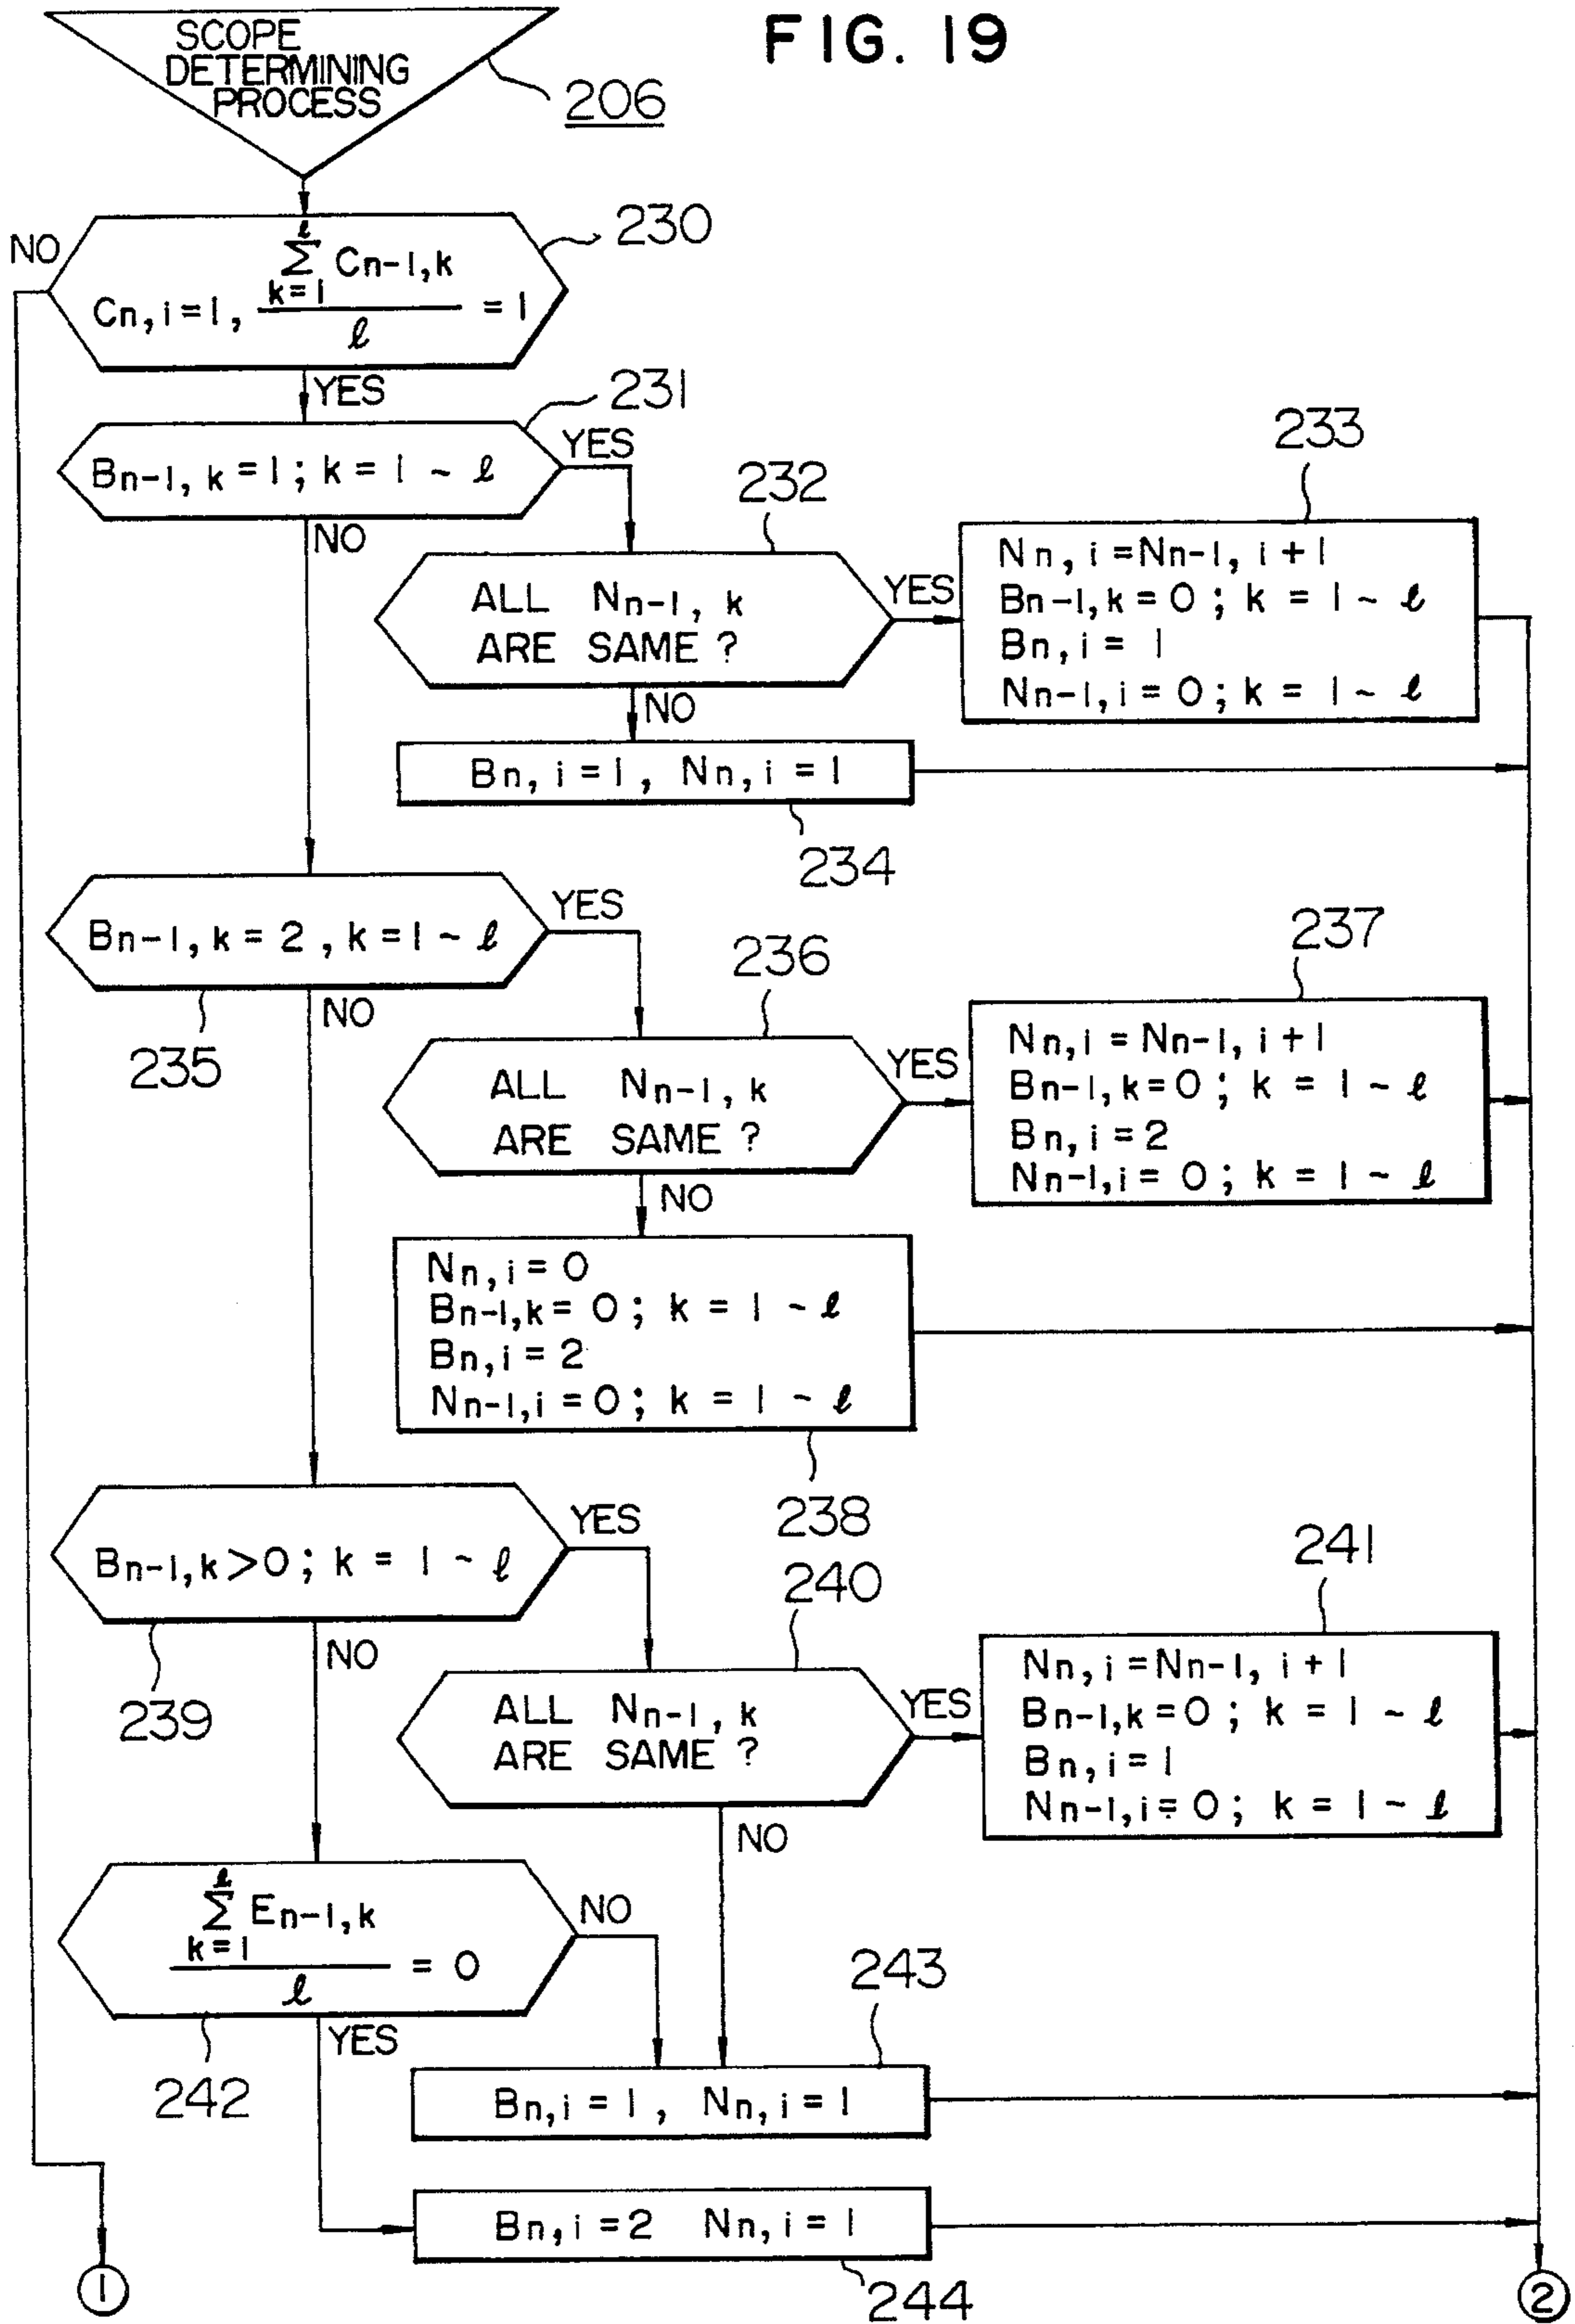 FIG. 19
SCOPE
DETERMINING
PROCESS
206
230
NO
Cn,i=1, ℓ∑k=1 Cn-1,k / ℓ = 1
YES
231
Bn-1,k=1; k=1~ℓ
YES
NO
232
ALL Nn-1,k
ARE SAME?
YES
233
Nn,i=Nn-1,i+1
Bn-1,k=0; k=1~ℓ
Bn,i=1
Nn-1,i=0; k=1~ℓ
NO
Bn,i=1, Nn,i=1
234
Bn-1,k=2, k=1~ℓ
YES
235
NO
236
ALL Nn-1,k
ARE SAME?
YES
237
Nn,i=Nn-1,i+1
Bn-1,k=0; k=1~ℓ
Bn,i=2
Nn-1,i=0; k=1~ℓ
NO
Nn,i=0
Bn-1,k=0; k=1~ℓ
Bn,i=2
Nn-1,i=0; k=1~ℓ
238
Bn-1,k>0; k=1~ℓ
YES
239
NO
240
ALL Nn-1,k
ARE SAME?
YES
241
Nn,i=Nn-1,i+1
Bn-1,k=0; k=1~ℓ
Bn,i=1
Nn-1,i=0; k=1~ℓ
NO
ℓ∑k=1 En-1,k / ℓ = 0
NO
242
YES
243
Bn,i=1, Nn,i=1
Bn,i=2 Nn,i=1
244
1
2